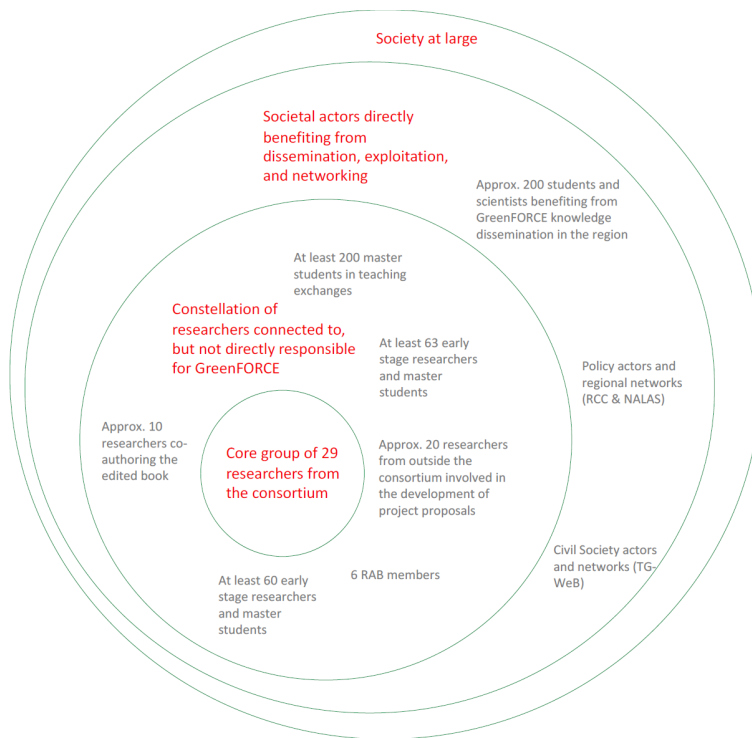 Society at large
Societal actors directly
benefiting from
dissemination, exploitation,
and networking
Approx. 200 students and
scientists benefiting from
GreenFORCE knowledge
dissemination in the region
At least 200 master
students in teaching
exchanges
Constellation of
researchers connected to,
but not directly responsible
for GreenFORCE
At least 63 early
stage researchers
and master
students
Policy actors and
regional networks
(RCC & NALAS)
Approx. 10
researchers co-
authoring the
edited book
Core group of 29
researchers from
the consortium
Approx. 20 researchers
from outside the
consortium involved in
the development of
project proposals
Civil Society actors
and networks (TG-
WeB)
6 RAB members
At least 60 early
stage researchers
and master
students